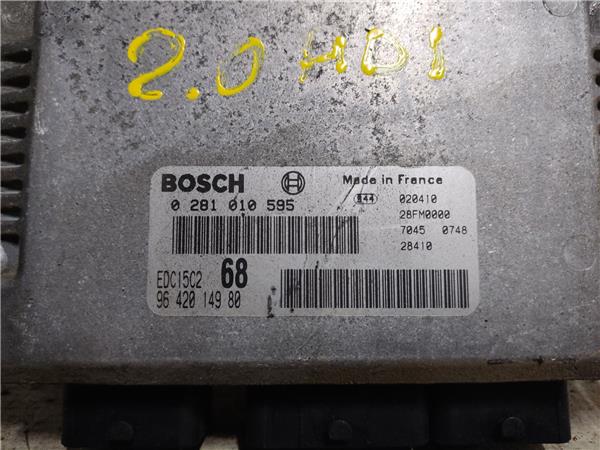 2.0 HDI
BOSCH Made in France
0 281 010 595 020410
28FM0000
7045 0748
28410
EDC15C2 68
96 420 149 80